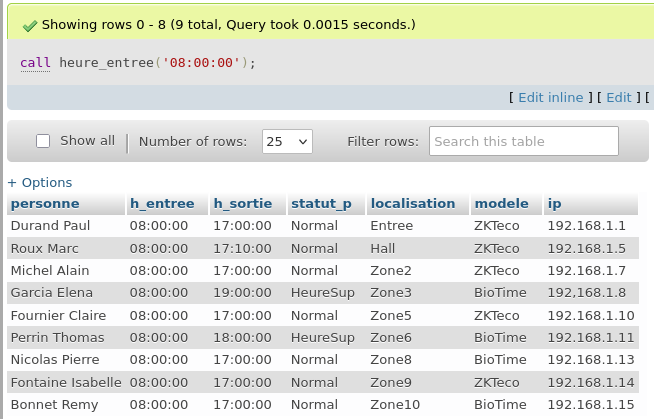 Showing rows 0 - 8 (9 total, Query took 0.0015 seconds.)
call heure_entree('08:00:00');
[ Edit inline ] [ Edit ] [
Show all Number of rows: 25 Filter rows: Search this table
+ Options
personne h_entree h_sortie statut_p localisation modele ip
Durand Paul 08:00:00 17:00:00 Normal Entree ZKTeco 192.168.1.1
Roux Marc 08:00:00 17:10:00 Normal Hall ZKTeco 192.168.1.5
Michel Alain 08:00:00 17:00:00 Normal Zone2 ZKTeco 192.168.1.7
Garcia Elena 08:00:00 19:00:00 HeureSup Zone3 BioTime 192,168.1.8
Fournier Claire 08:00:00 17:00:00 Normal Zone5 ZKTeco 192.168.1.10
Perrin Thomas 08:00:00 18:00:00 HeureSup Zone6 BioTime 192.168.1.11
Nicolas Pierre 08:00:00 17:00:00 Normal Zone8 BioTime 192.168.1.13
Fontaine Isabelle 08:00:00 17:00:00 Normal Zone9 ZKTeco 192.168.1.14
Bonnet Remy 08:00:00 17:00:00 Normal Zone10 BioTime 192.168.1.15